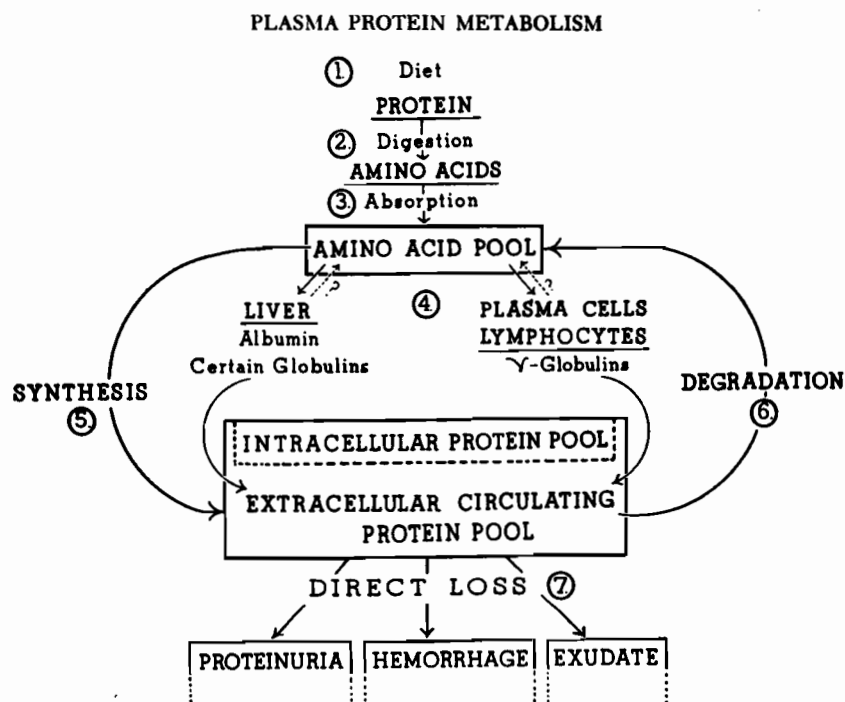 PLASMA PROTEIN METABOLISM
1. Diet
PROTEIN
2. Digestion
AMINO ACIDS
3. Absorption
AMINO ACID POOL
? ?
4.
LIVER
Albumin
Certain Globulins
PLASMA CELLS
LYMPHOCYTES
γ-Globulins
SYNTHESIS
5.
DEGRADATION
6.
INTRACELLULAR PROTEIN POOL
EXTRACELLULAR CIRCULATING
PROTEIN POOL
DIRECT LOSS 7.
PROTEINURIA HEMORRHAGE EXUDATE